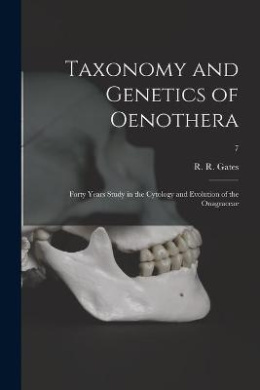 Taxonomy and
Genetics of
Oenothera
Forty Years Study in the Cytology and Evolution of the
Onagraceae
R. R. Gates
7